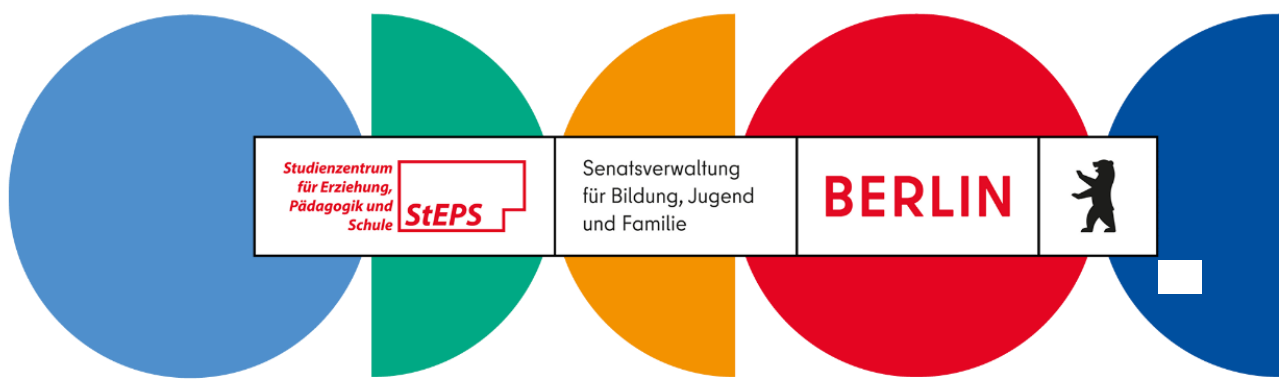 Studienzentrum
für Erziehung,
Pädagogik und
Schule
StEPS
Senatsverwaltung
für Bildung, Jugend
und Familie
BERLIN